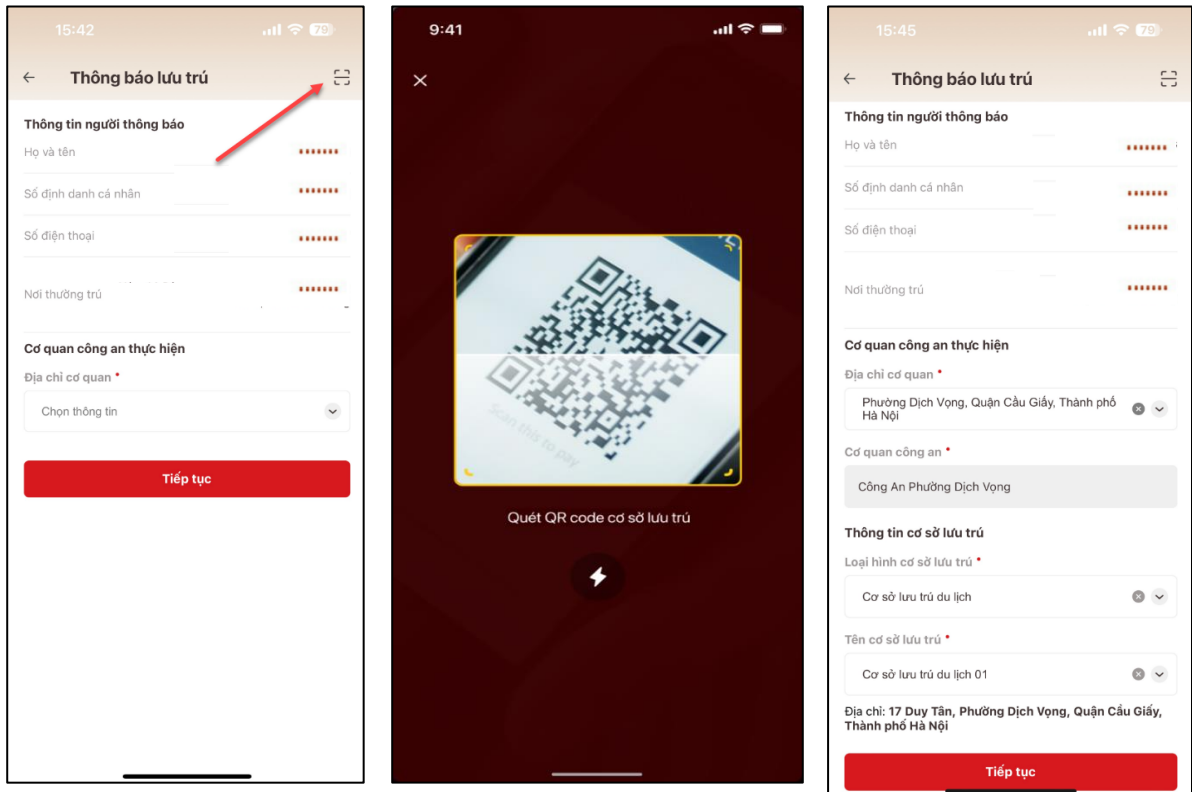 15:42
79
Thông báo lưu trú
Thông tin người thông báo
Họ và tên
Số định danh cá nhân
Số điện thoại
Nơi thường trú
Cơ quan công an thực hiện
Địa chỉ cơ quan *
Chọn thông tin
Tiếp tục
9:41
Scan this to pay
Quét QR code cơ sở lưu trú
15:45
79
Thông báo lưu trú
Thông tin người thông báo
Họ và tên
Số định danh cá nhân
Số điện thoại
Nơi thường trú
Cơ quan công an thực hiện
Địa chỉ cơ quan *
Phường Dịch Vọng, Quận Cầu Giấy, Thành phố
Hà Nội
Cơ quan công an *
Công An Phường Dịch Vọng
Thông tin cơ sở lưu trú
Loại hình cơ sở lưu trú *
Cơ sở lưu trú du lịch
Tên cơ sở lưu trú *
Cơ sở lưu trú du lịch 01
Địa chỉ: 17 Duy Tân, Phường Dịch Vọng, Quận Cầu Giấy,
Thành phố Hà Nội
Tiếp tục